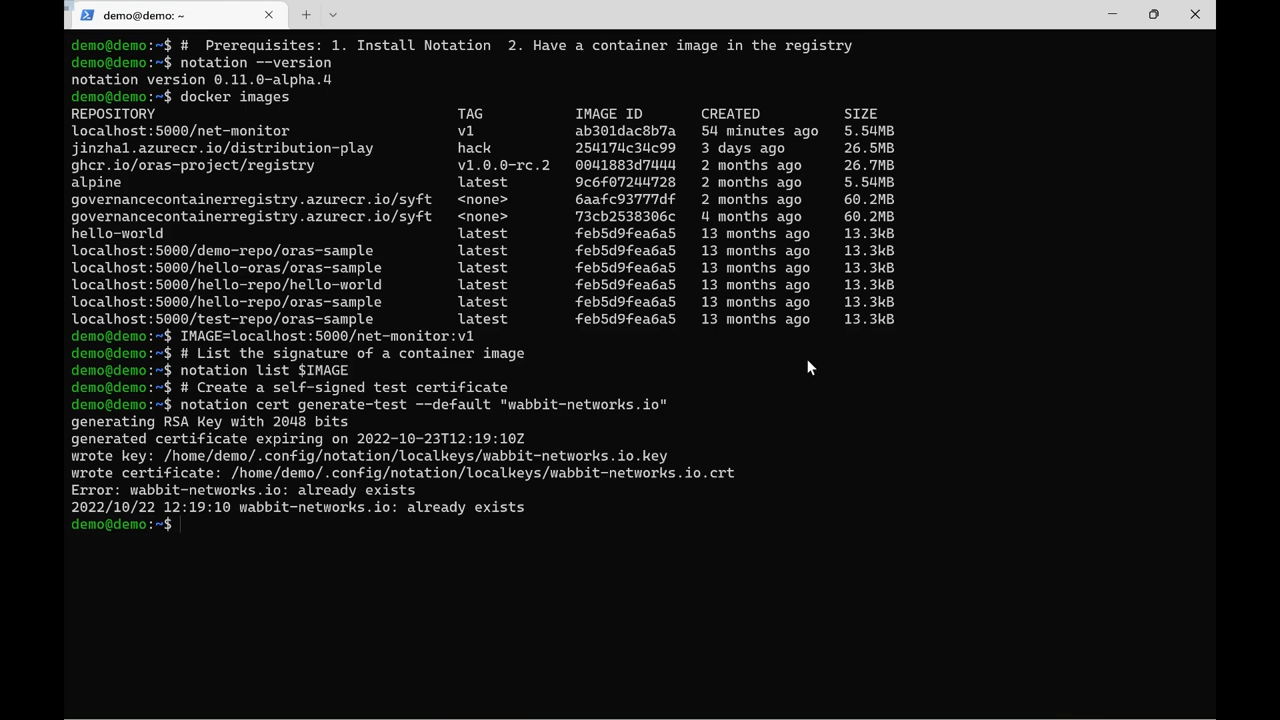 demo@demo: ~
demo@demo:~$ #  Prerequisites: 1. Install Notation  2. Have a container image in the registry
demo@demo:~$ notation --version
notation version 0.11.0-alpha.4
demo@demo:~$ docker images
REPOSITORY                                   TAG           IMAGE ID       CREATED          SIZE
localhost:5000/net-monitor                   v1            ab301dac8b7a   54 minutes ago   5.54MB
jinzha1.azurecr.io/distribution-play         hack          254174c34c99   3 days ago       26.5MB
ghcr.io/oras-project/registry                v1.0.0-rc.2   0041883d7444   2 months ago     26.7MB
alpine                                       latest        9c6f07244728   2 months ago     5.54MB
governancecontainerregistry.azurecr.io/syft   <none>        6aafc93777df   2 months ago     60.2MB
governancecontainerregistry.azurecr.io/syft   <none>        73cb2538306c   4 months ago     60.2MB
hello-world                                  latest        feb5d9fea6a5   13 months ago    13.3kB
localhost:5000/demo-repo/oras-sample         latest        feb5d9fea6a5   13 months ago    13.3kB
localhost:5000/hello-oras/oras-sample        latest        feb5d9fea6a5   13 months ago    13.3kB
localhost:5000/hello-repo/hello-world        latest        feb5d9fea6a5   13 months ago    13.3kB
localhost:5000/hello-repo/oras-sample        latest        feb5d9fea6a5   13 months ago    13.3kB
localhost:5000/test-repo/oras-sample         latest        feb5d9fea6a5   13 months ago    13.3kB
demo@demo:~$ IMAGE=localhost:5000/net-monitor:v1
demo@demo:~$ # List the signature of a container image
demo@demo:~$ notation list $IMAGE
demo@demo:~$ # Create a self-signed test certificate
demo@demo:~$ notation cert generate-test --default "wabbit-networks.io"
generating RSA Key with 2048 bits
generated certificate expiring on 2022-10-23T12:19:10Z
wrote key: /home/demo/.config/notation/localkeys/wabbit-networks.io.key
wrote certificate: /home/demo/.config/notation/localkeys/wabbit-networks.io.crt
Error: wabbit-networks.io: already exists
2022/10/22 12:19:10 wabbit-networks.io: already exists
demo@demo:~$